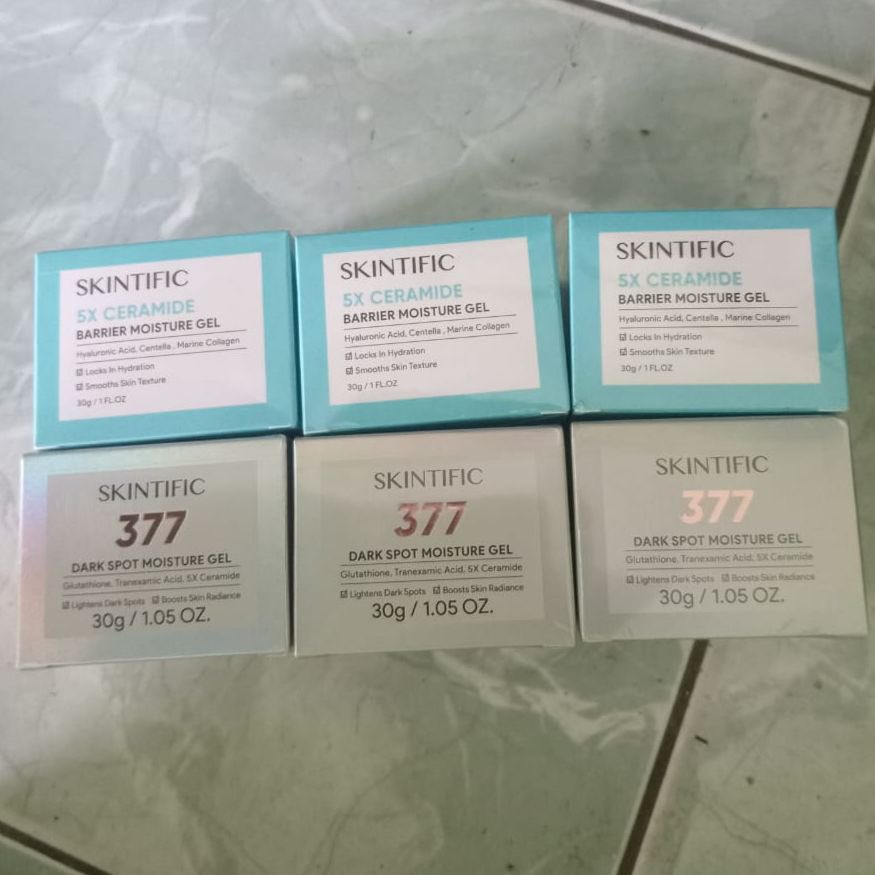 SKINTIFIC
5X CERAMIDE
BARRIER MOISTURE GEL
Hyaluronic Acid, Centella , Marine Collagen
☑ Locks In Hydration
☑ Smooths Skin Texture
30g / 1 FL.OZ
SKINTIFIC
5X CERAMIDE
BARRIER MOISTURE GEL
Hyaluronic Acid, Centella , Marine Collagen
☑ Locks In Hydration
☑ Smooths Skin Texture
30g / 1 FL.OZ
SKINTIFIC
5X CERAMIDE
BARRIER MOISTURE GEL
Hyaluronic Acid, Centella , Marine Collagen
☑ Locks In Hydration
☑ Smooths Skin Texture
30g / 1 FL.OZ
SKINTIFIC
377
DARK SPOT MOISTURE GEL
Glutathione, Tranexamic Acid, 5X Ceramide
☑ Lightens Dark Spots ☑ Boosts Skin Radiance
30g / 1.05 OZ.
SKINTIFIC
377
DARK SPOT MOISTURE GEL
Glutathione, Tranexamic Acid, 5X Ceramide
☑ Lightens Dark Spots ☑ Boosts Skin Radiance
30g / 1.05 OZ.
SKINTIFIC
377
DARK SPOT MOISTURE GEL
Glutathione, Tranexamic Acid, 5X Ceramide
☑ Lightens Dark Spots ☑ Boosts Skin Radiance
30g / 1.05 OZ.